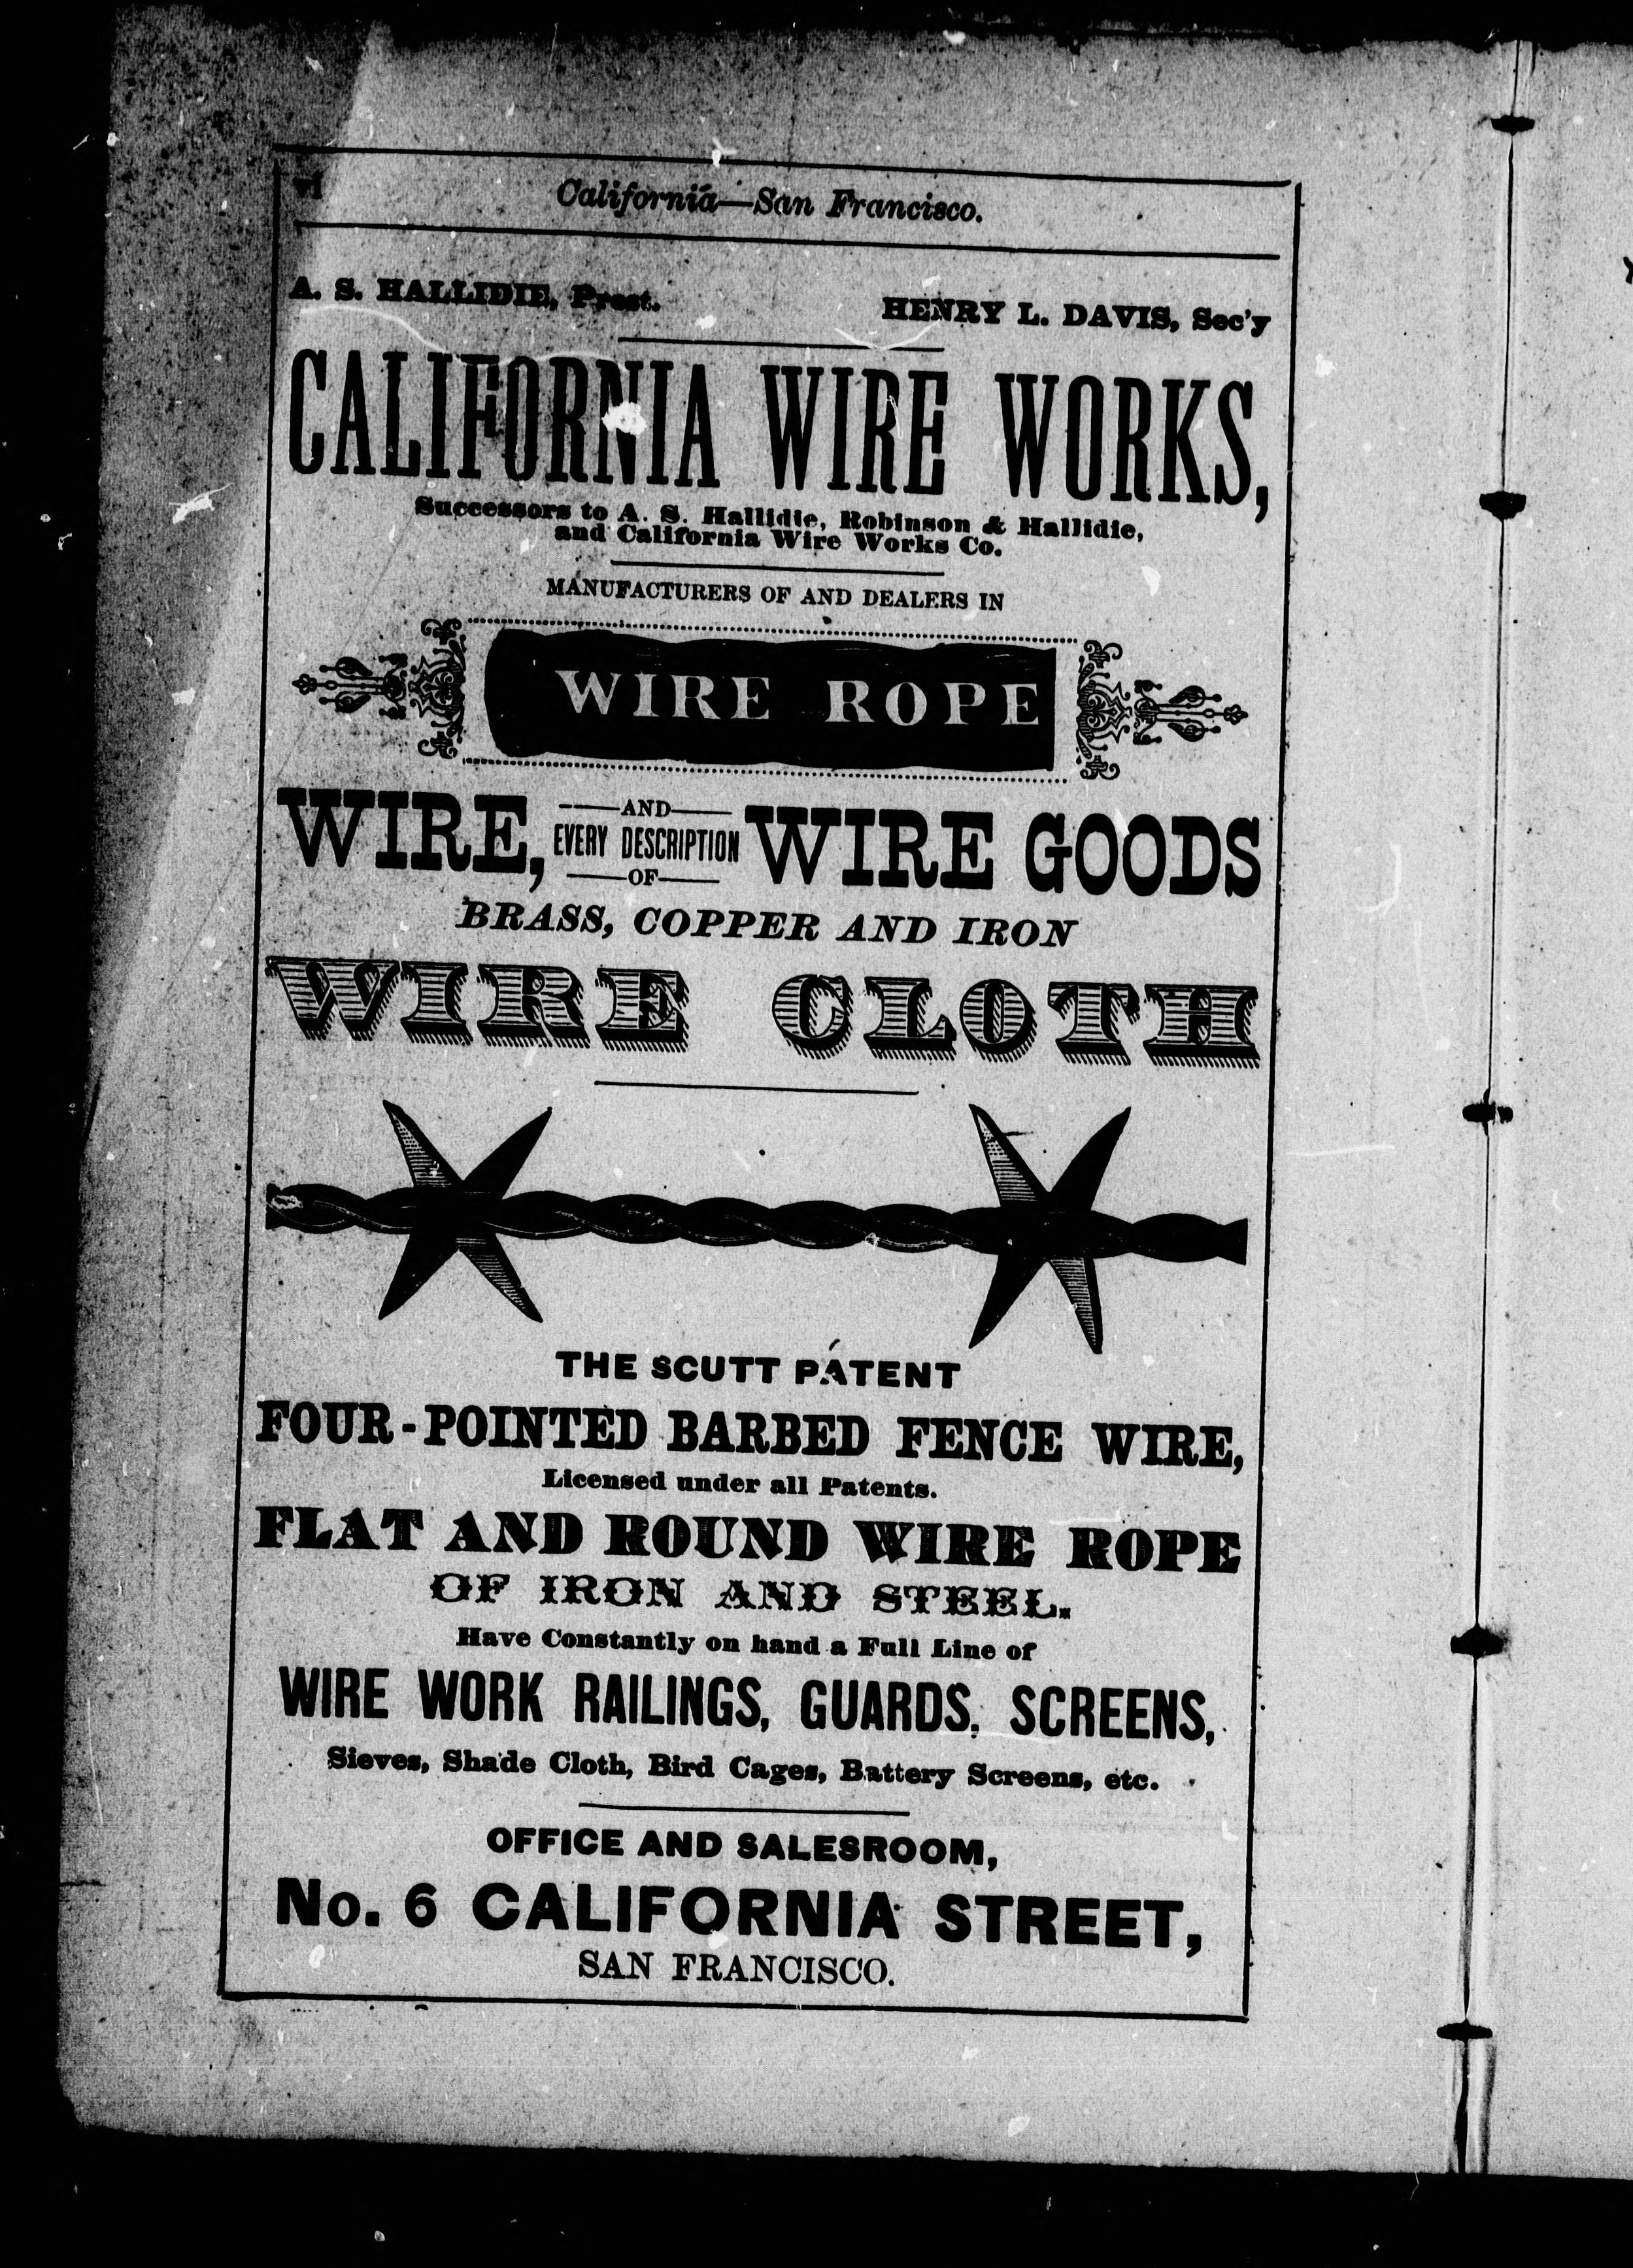 vi
California—San Francisco.
A. S. HALLIDIE, Prest.
HENRY L. DAVIS, Sec'y
CALIFORNIA WIRE WORKS,
Successors to A. S. Hallidie, Robinson & Hallidie,
and California Wire Works Co.
MANUFACTURERS OF AND DEALERS IN
WIRE ROPE
WIRE, —AND— EVERY DESCRIPTION —OF— WIRE GOODS
BRASS, COPPER AND IRON
WIRE CLOTH
THE SCUTT PATENT
FOUR-POINTED BARBED FENCE WIRE,
Licensed under all Patents.
FLAT AND ROUND WIRE ROPE
OF IRON AND STEEL.
Have Constantly on hand a Full Line of
WIRE WORK RAILINGS, GUARDS, SCREENS,
Sieves, Shade Cloth, Bird Cages, Battery Screens, etc.
OFFICE AND SALESROOM,
No. 6 CALIFORNIA STREET,
SAN FRANCISCO.